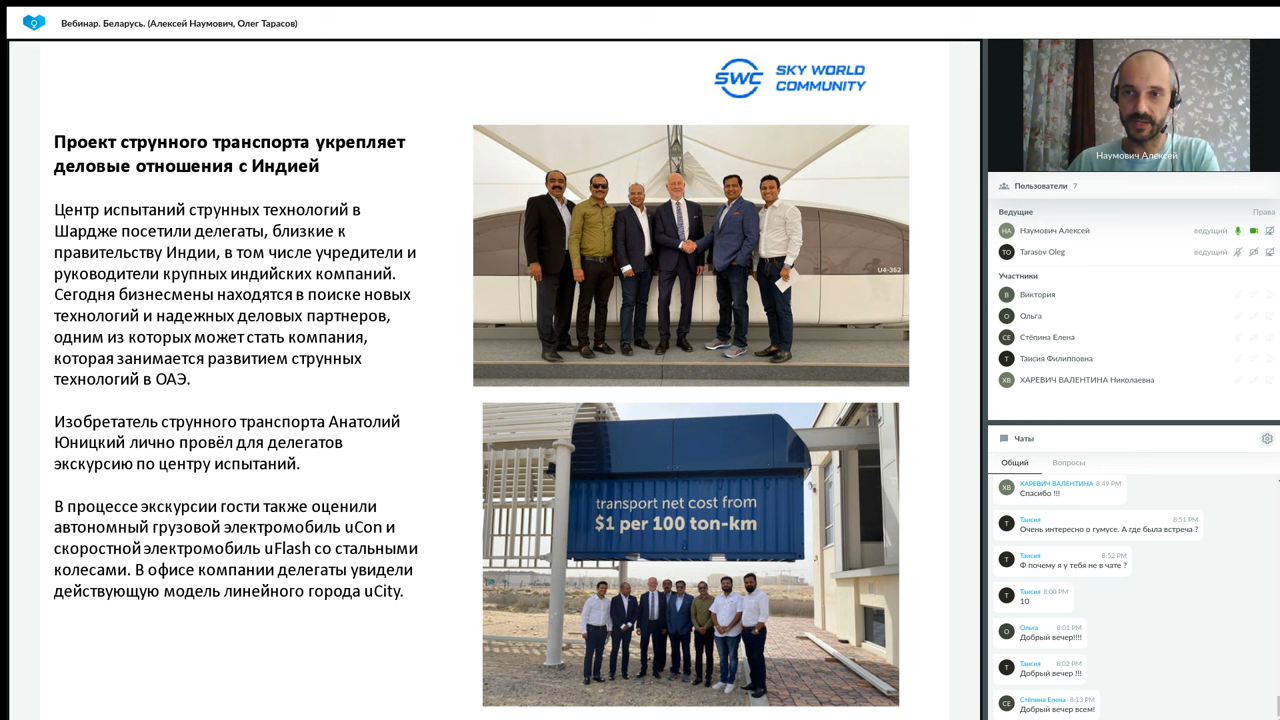 Вебинар. Беларусь. (Алексей Наумович, Олег Тарасов)
SWC SKY WORLD
COMMUNITY
Проект струнного транспорта укрепляет
деловые отношения с Индией
Центр испытаний струнных технологий в
Шардже посетили делегаты, близкие к
правительству Индии, в том числе учредители и
руководители крупных индийских компаний.
Сегодня бизнесмены находятся в поиске новых
технологий и надежных деловых партнеров,
одним из которых может стать компания,
которая занимается развитием струнных
технологий в ОАЭ.
Изобретатель струнного транспорта Анатолий
Юницкий лично провёл для делегатов
экскурсию по центру испытаний.
В процессе экскурсии гости также оценили
автономный грузовой электромобиль uCon и
скоростной электромобиль uFlash со стальными
колесами. В офисе компании делегаты увидели
действующую модель линейного города uCity.
U4-362
transport net cost from
$1 per 100 ton-km
Наумович Алексей
Пользователи 7
Ведущие Права
НА Наумович Алексей ведущий
TO Tarasov Oleg ведущий
Участники
В Виктория
О Ольга
СЕ Стёпина Елена
Т Таисия Филипповна
ХВ ХАРЕВИЧ ВАЛЕНТИНА Николаевна
Чаты
Общий Вопросы
ХВ ХАРЕВИЧ ВАЛЕНТИНА 8:49 PM
Спасибо !!!
Т Таисия 8:51 PM
Очень интересно о гумусе. А где была встреча ?
Т Таисия 8:52 PM
Ф почему я у тебя не в чате ?
Т Таисия 8:00 PM
10
О Ольга 8:01 PM
Добрый вечер!!!!
Т Таисия 8:02 PM
Добрый вечер !!!
СЕ Стёпина Елена 8:13 PM
Добрый вечер всем!